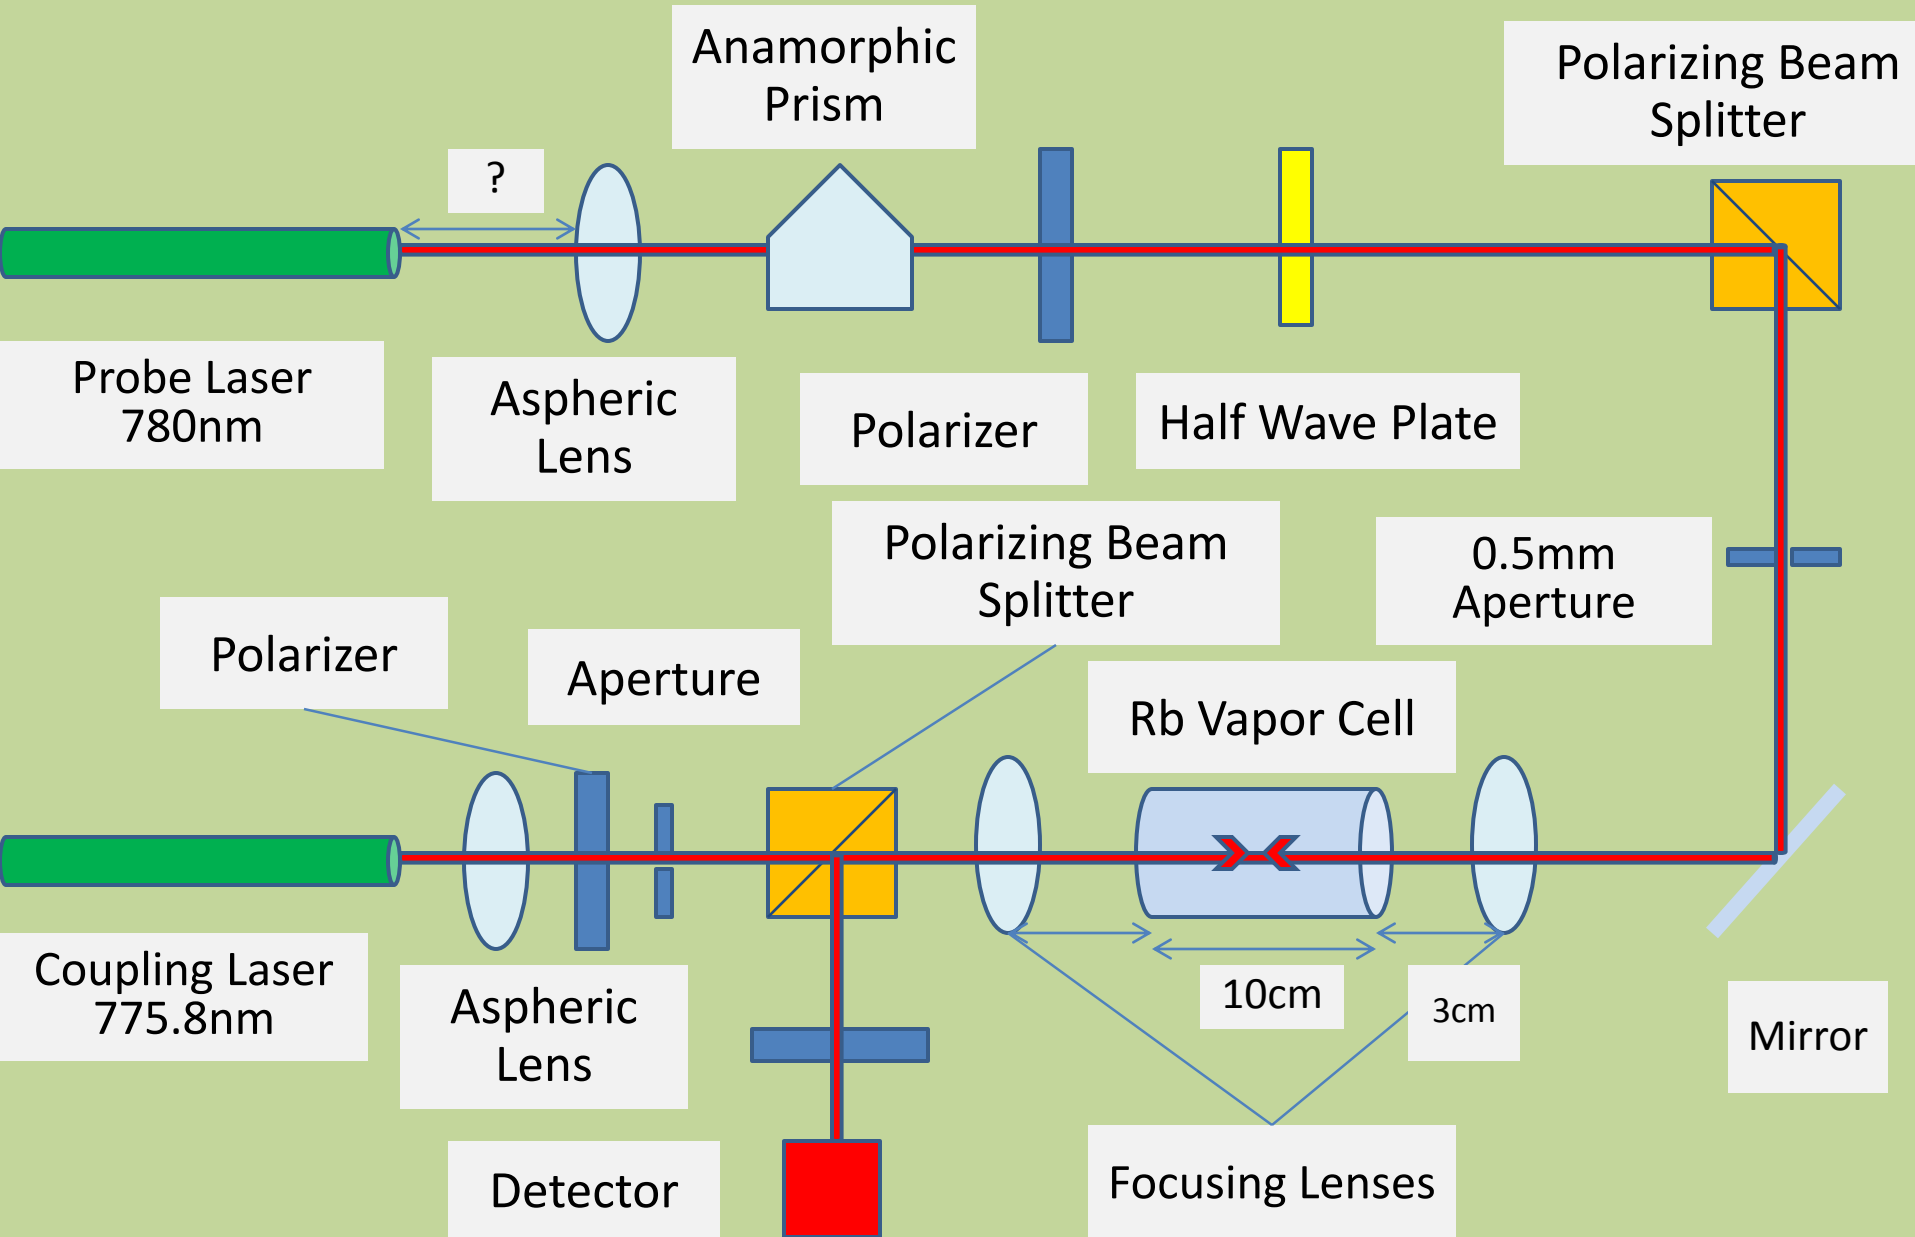 Anamorphic
Prism
Polarizing Beam
Splitter
?
Probe Laser
780nm
Aspheric
Lens
Polarizer
Half Wave Plate
Polarizing Beam
Splitter
0.5mm
Aperture
Polarizer
Aperture
Rb Vapor Cell
Coupling Laser
775.8nm
Aspheric
Lens
10cm
3cm
Mirror
Detector
Focusing Lenses